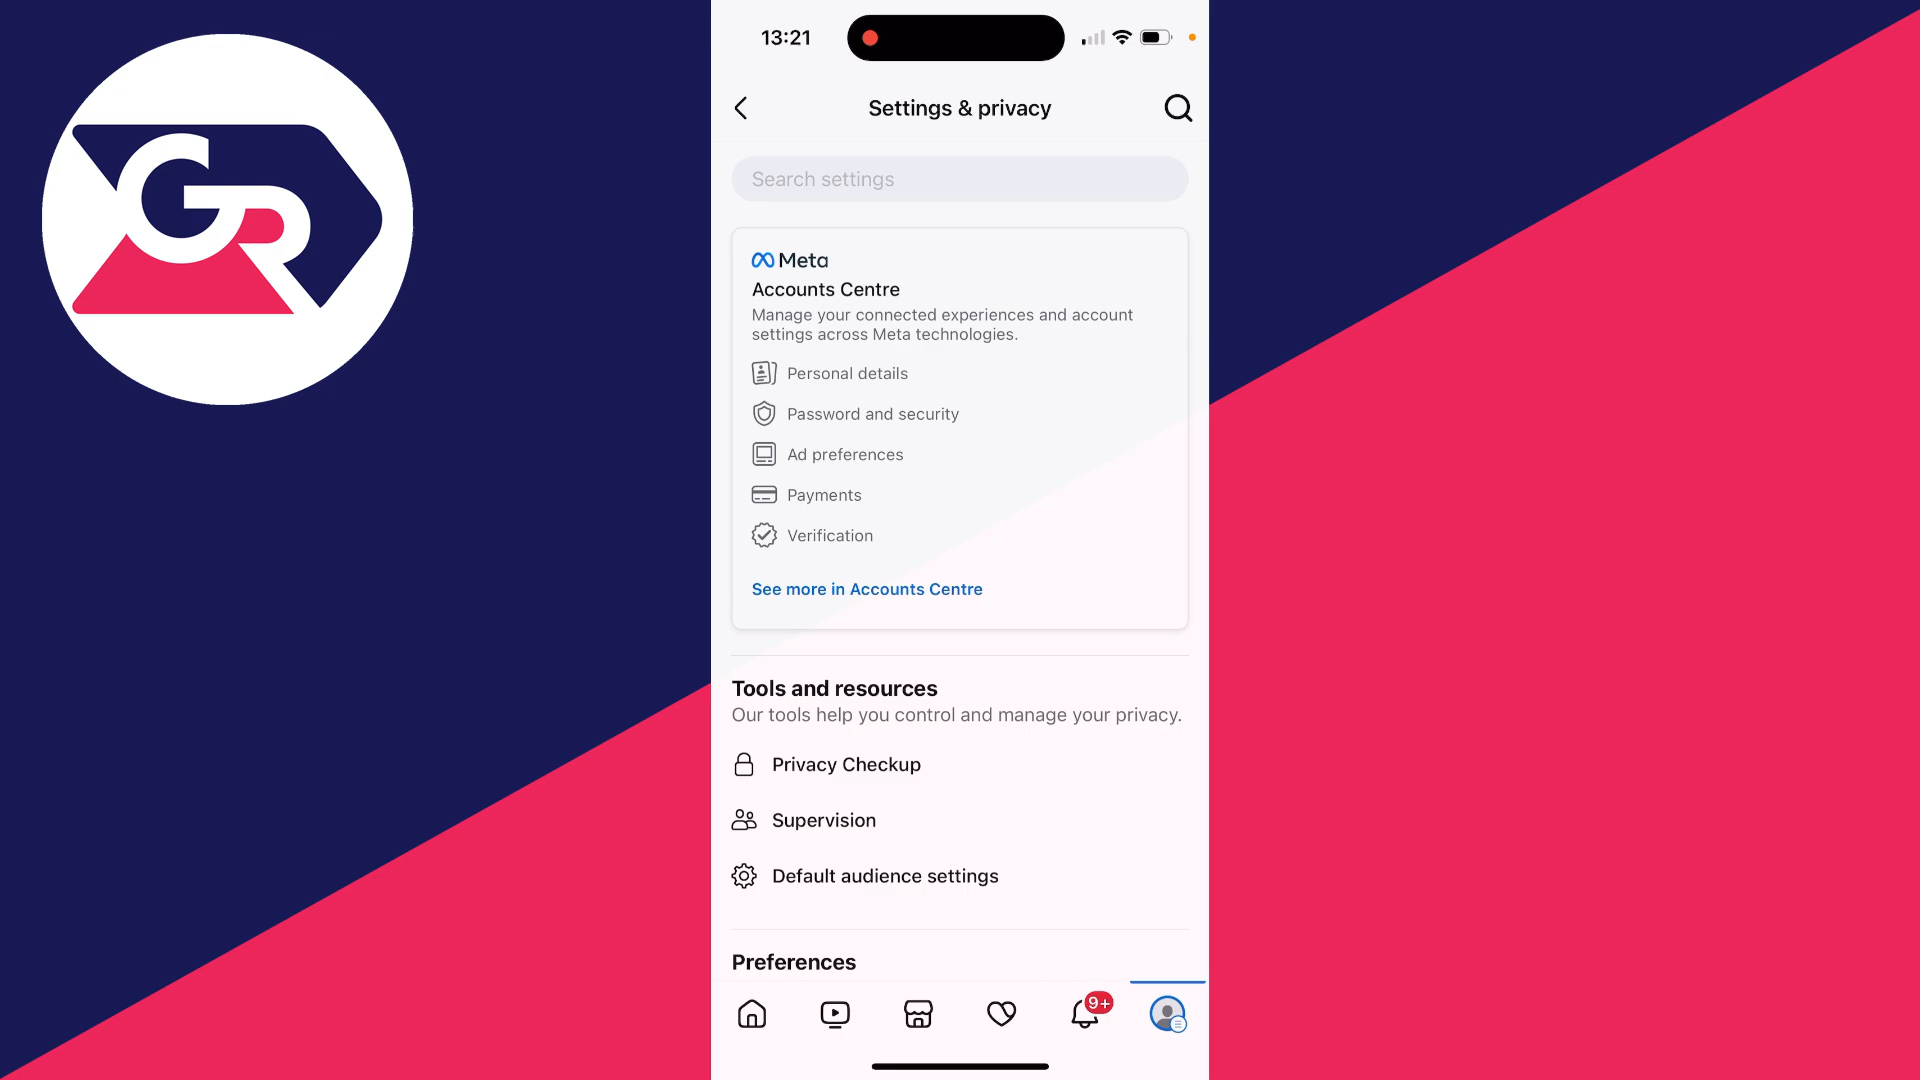 GR
13:21
Settings & privacy
Search settings
Meta
Accounts Centre
Manage your connected experiences and account
settings across Meta technologies.
Personal details
Password and security
Ad preferences
Payments
Verification
See more in Accounts Centre
Tools and resources
Our tools help you control and manage your privacy.
Privacy Checkup
Supervision
Default audience settings
Preferences
9+